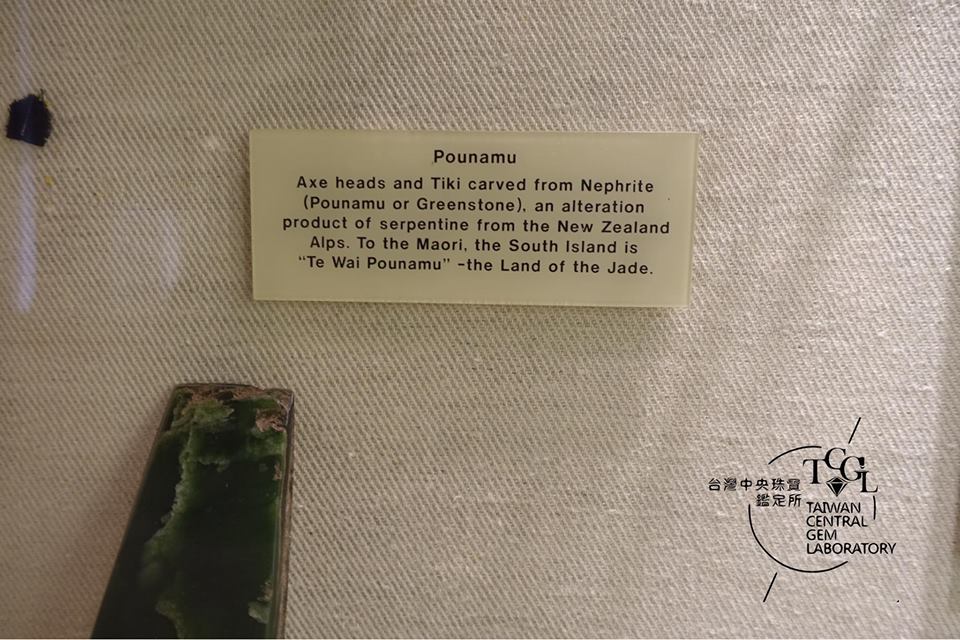 Pounamu
Axe heads and Tiki carved from Nephrite
(Pounamu or Greenstone), an alteration
product of serpentine from the New Zealand
Alps. To the Maori, the South Island is
“Te Wai Pounamu” -the Land of the Jade.
台灣中央珠寶
鑑定所
TCGL
TAIWAN
CENTRAL
GEM
LABORATORY